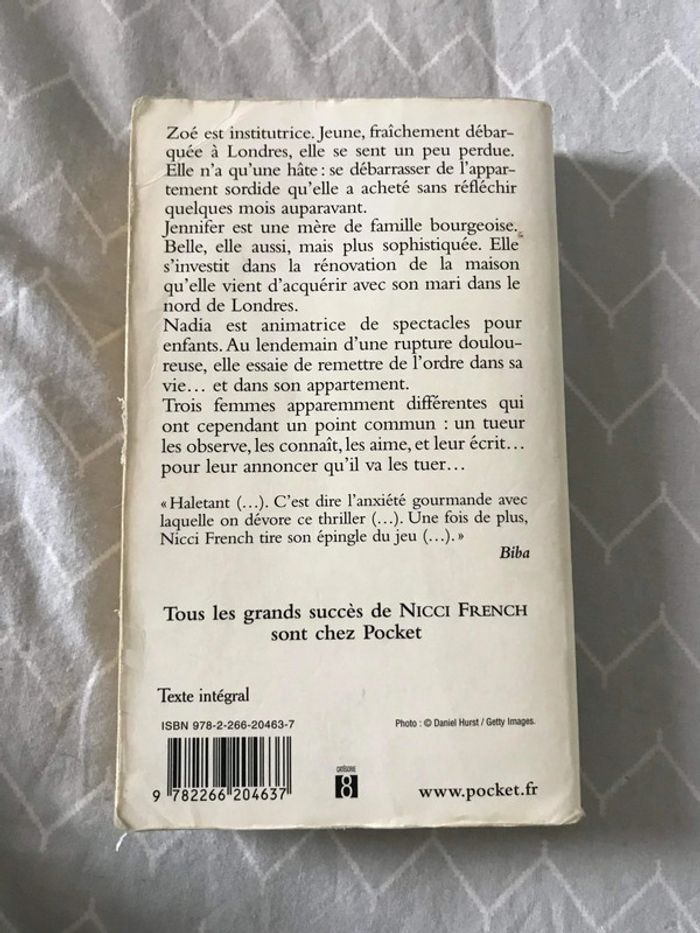 Zoé est institutrice. Jeune, fraîchement débar-
quée à Londres, elle se sent un peu perdue.
Elle n'a qu'une hâte : se débarrasser de l'appar-
tement sordide qu'elle a acheté sans réfléchir
quelques mois auparavant.
Jennifer est une mère de famille bourgeoise.
Belle, elle aussi, mais plus sophistiquée. Elle
s'investit dans la rénovation de la maison
qu'elle vient d'acquérir avec son mari dans le
nord de Londres.
Nadia est animatrice de spectacles pour
enfants. Au lendemain d'une rupture doulou-
reuse, elle essaie de remettre de l'ordre dans sa
vie… et dans son appartement.
Trois femmes apparemment différentes qui
ont cependant un point commun : un tueur
les observe, les connaît, les aime, et leur écrit…
pour leur annoncer qu'il va les tuer…
« Haletant (…). C'est dire l'anxiété gourmande avec
laquelle on dévore ce thriller (…). Une fois de plus,
Nicci French tire son épingle du jeu (…). »
Biba
Tous les grands succès de NICCI FRENCH
sont chez Pocket
Texte intégral
ISBN 978-2-266-20463-7
Photo : © Daniel Hurst / Getty Images.
9 782266 204637
CATÉGORIE
8
www.pocket.fr